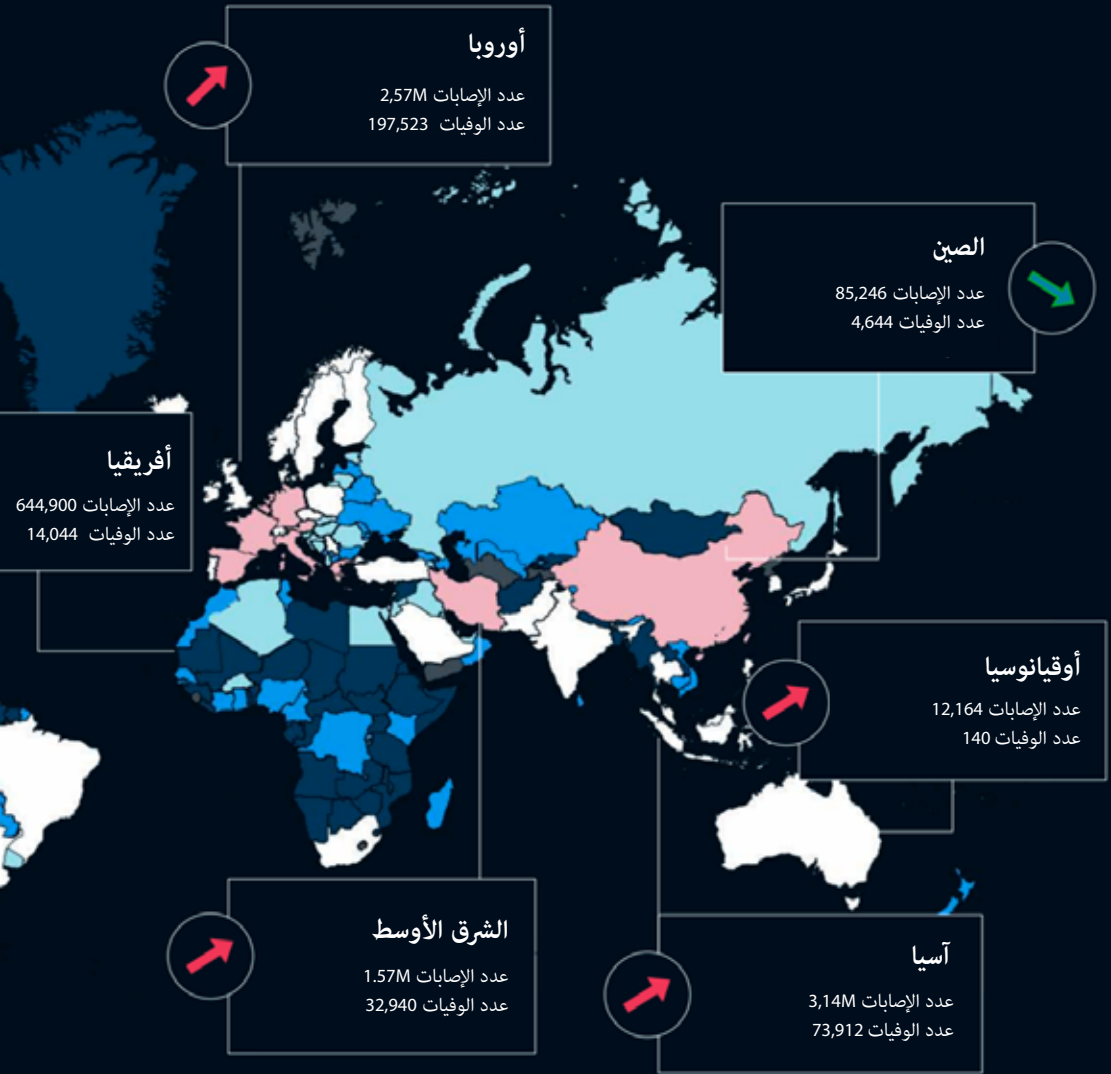 أوروبا
عدد الإصابات 2,57M
عدد الوفيات 197,523
الصين
عدد الإصابات 85,246
عدد الوفيات 4,644
أفريقيا
عدد الإصابات 644,900
عدد الوفيات 14,044
أوقيانوسيا
عدد الإصابات 12,164
عدد الوفيات 140
الشرق الأوسط
عدد الإصابات 1.57M
عدد الوفيات 32,940
آسيا
عدد الإصابات 3,14M
عدد الوفيات 73,912